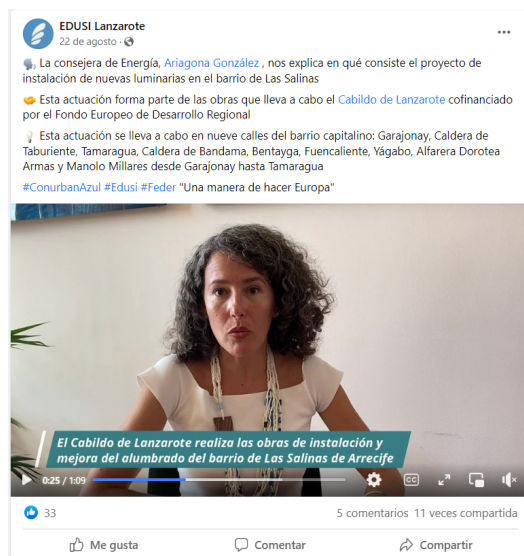 EDUSI Lanzarote
22 de agosto ·
La consejera de Energía, Ariagona González , nos explica en qué consiste el proyecto de
instalación de nuevas luminarias en el barrio de Las Salinas
Esta actuación forma parte de las obras que lleva a cabo el Cabildo de Lanzarote cofinanciado
por el Fondo Europeo de Desarrollo Regional
Esta actuación se lleva a cabo en nueve calles del barrio capitalino: Garajonay, Caldera de
Taburiente, Tamaragua, Caldera de Bandama, Bentayga, Fuencaliente, Yágabo, Alfarera Dorotea
Armas y Manolo Millares desde Garajonay hasta Tamaragua
#ConurbanAzul #Edusi #Feder "Una manera de hacer Europa"
El Cabildo de Lanzarote realiza las obras de instalación y
mejora del alumbrado del barrio de Las Salinas de Arrecife
0:25 / 1:09
CC
33
5 comentarios 11 veces compartida
Me gusta
Comentar
Compartir